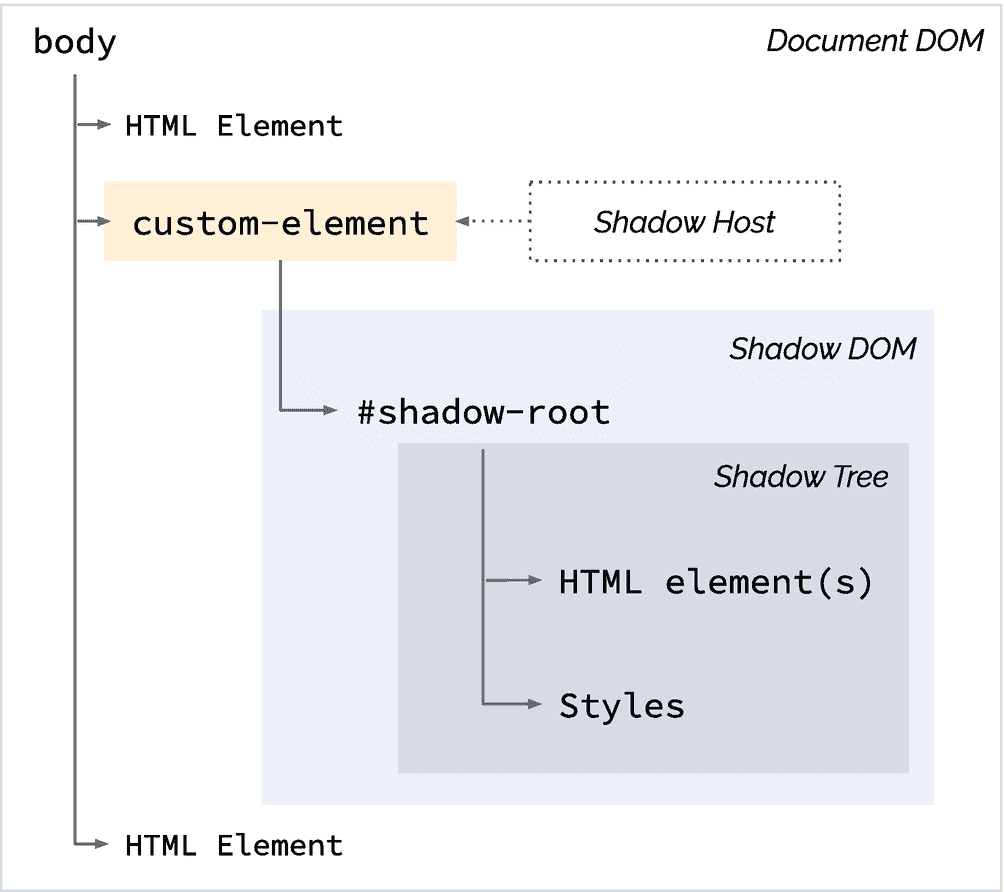 body
Document DOM
HTML Element
custom-element
Shadow Host
Shadow DOM
#shadow-root
Shadow Tree
HTML element(s)
Styles
HTML Element